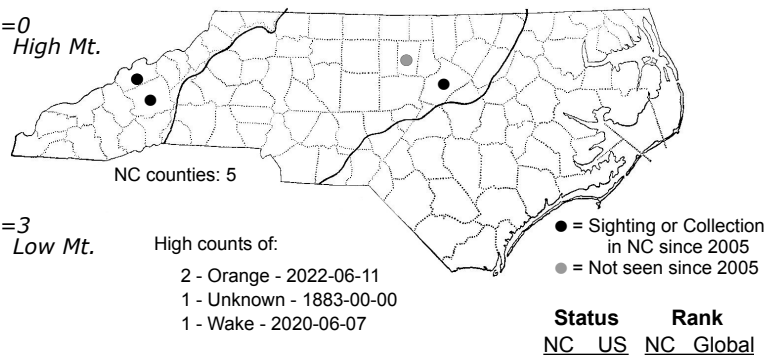 =0
High Mt.
NC counties: 5
=3
Low Mt.
High counts of:
2 - Orange - 2022-06-11
1 - Unknown - 1883-00-00
1 - Wake - 2020-06-07
= Sighting or Collection
in NC since 2005
= Not seen since 2005
Status Rank
NC US NC Global